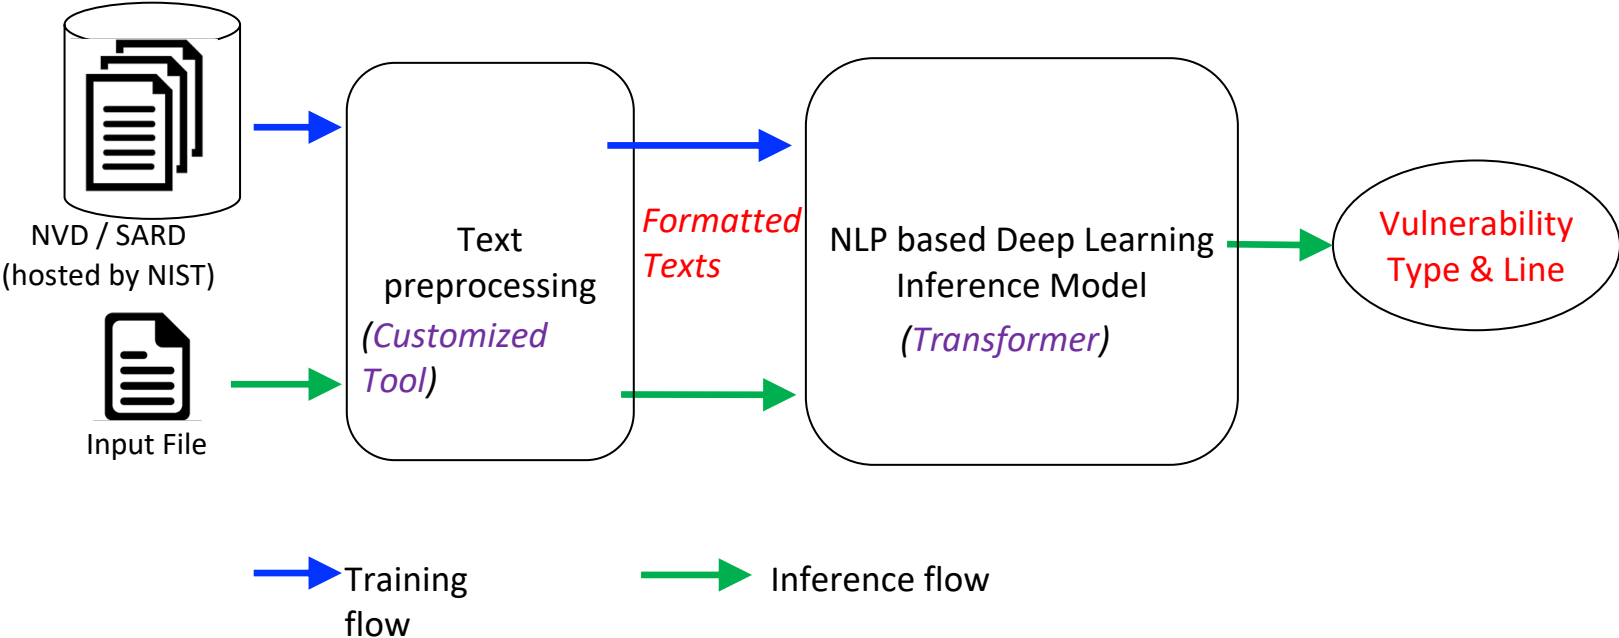 NVD / SARD
(hosted by NIST)
Input File
Text
preprocessing
(Customized
Tool)
Formatted
Texts
NLP based Deep Learning
Inference Model
(Transformer)
Vulnerability
Type & Line
Training
flow
Inference flow